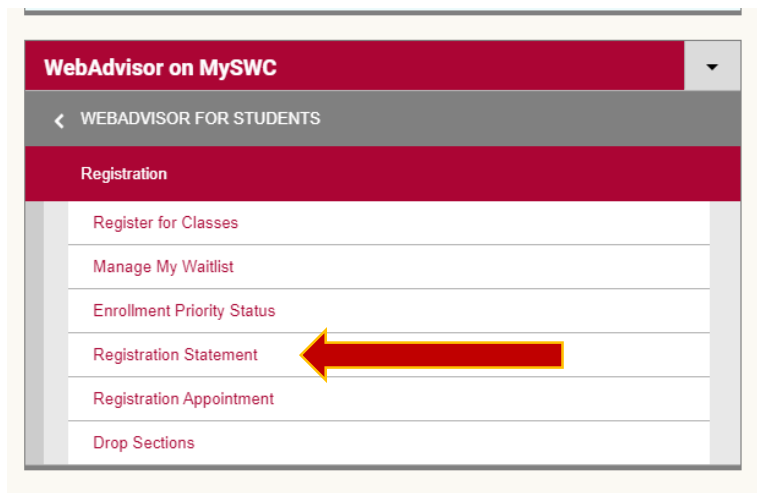 WebAdvisor on MySWC
WEBADVISOR FOR STUDENTS
Registration
Register for Classes
Manage My Waitlist
Enrollment Priority Status
Registration Statement
Registration Appointment
Drop Sections